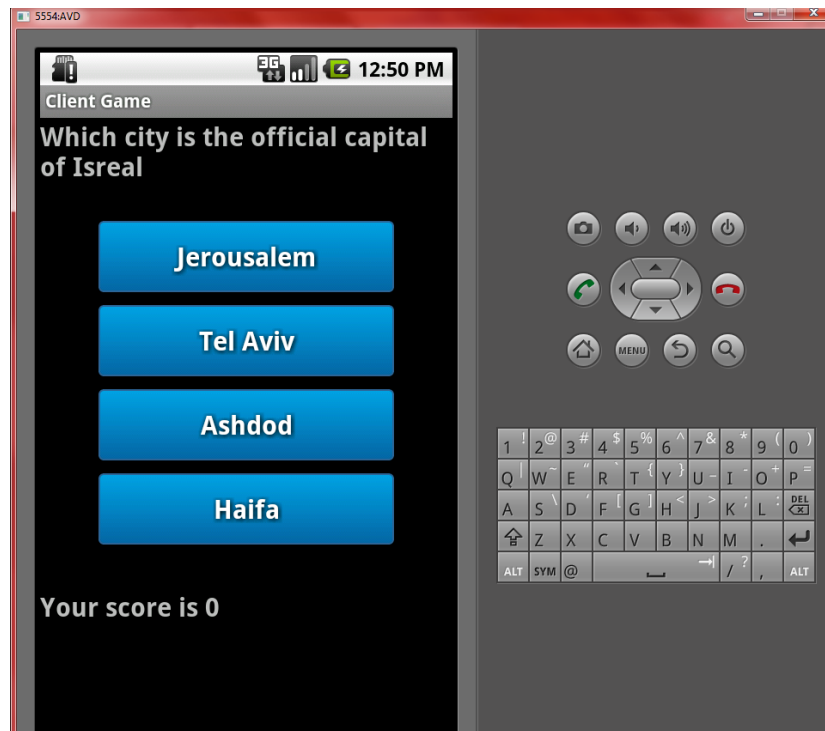 5554:AVD
3G 12:50 PM
Client Game
Which city is the official capital
of Isreal
Jerousalem
Tel Aviv
Ashdod
Haifa
Your score is 0
MENU
1 ! 2 @ 3 # 4 $ 5 % 6 ^ 7 & 8 * 9 ( 0 )
Q | W ~ E " R ` T { Y } U - I - O + P =
A S \ D ' F [ G ] H < J > K ; L : DEL
Z X C V B N M .
ALT SYM @ / ? , ALT